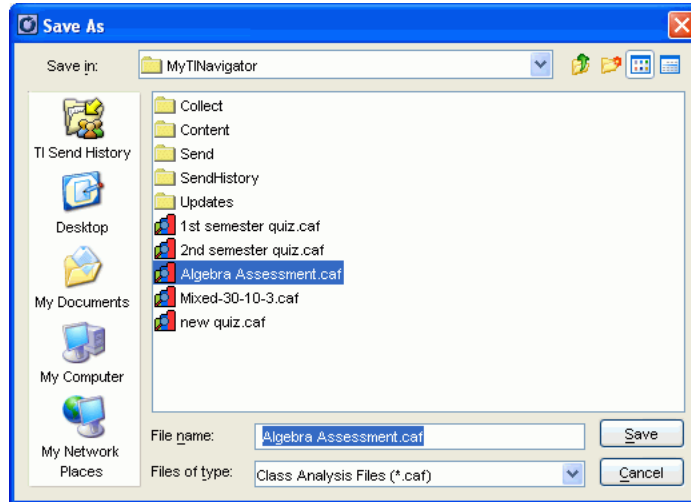 Save As
Save in:
MyTINavigator
TI Send History
Desktop
My Documents
My Computer
My Network
Places
Collect
Content
Send
SendHistory
Updates
1st semester quiz.caf
2nd semester quiz.caf
Algebra Assessment.caf
Mixed-30-10-3.caf
new quiz.caf
File name:
Algebra Assessment.caf
Save
Files of type:
Class Analysis Files (*.caf)
Cancel